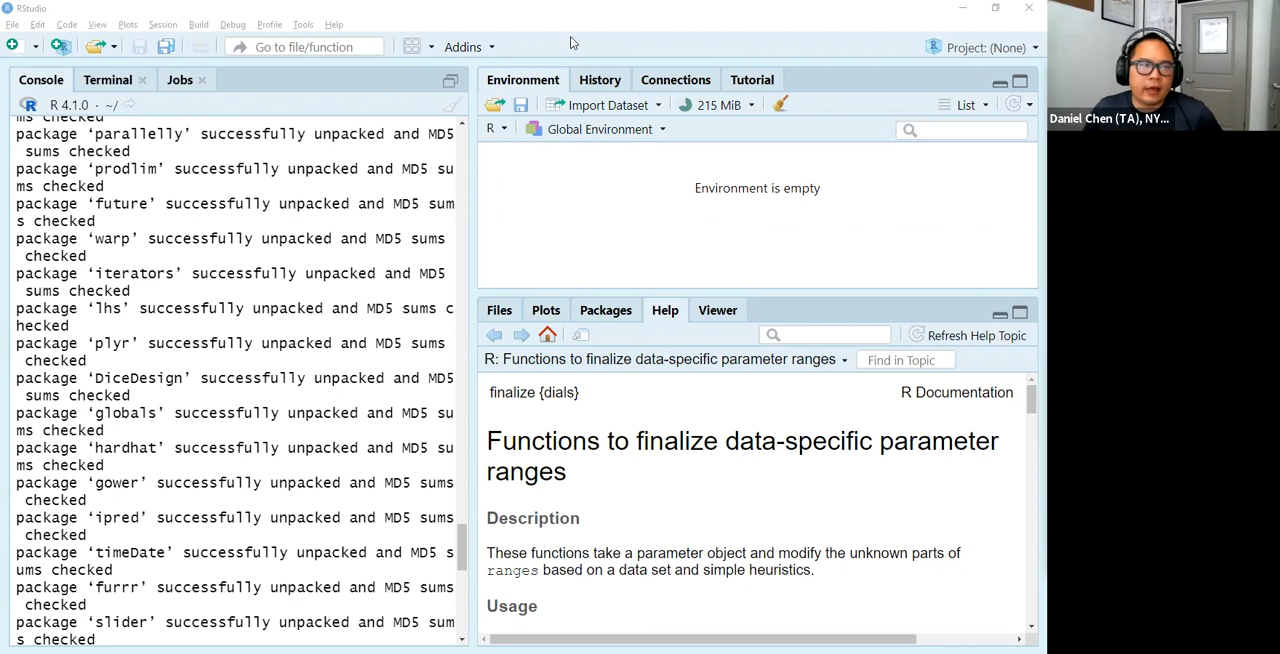 RStudio
File Edit Code View Plots Session Build Debug Profile Tools Help
Go to file/function
Addins
Project: (None)
Console Terminal Jobs
R 4.1.0 · ~/
ms checked
package ‘parallelly’ successfully unpacked and MD5
sums checked
package ‘prodlim’ successfully unpacked and MD5 su
ms checked
package ‘future’ successfully unpacked and MD5 sum
s checked
package ‘warp’ successfully unpacked and MD5 sums
checked
package ‘iterators’ successfully unpacked and MD5
sums checked
package ‘lhs’ successfully unpacked and MD5 sums c
hecked
package ‘plyr’ successfully unpacked and MD5 sums
checked
package ‘DiceDesign’ successfully unpacked and MD5
sums checked
package ‘globals’ successfully unpacked and MD5 su
ms checked
package ‘hardhat’ successfully unpacked and MD5 su
ms checked
package ‘gower’ successfully unpacked and MD5 sums
checked
package ‘ipred’ successfully unpacked and MD5 sums
checked
package ‘timeDate’ successfully unpacked and MD5 s
ums checked
package ‘furrr’ successfully unpacked and MD5 sums
checked
package ‘slider’ successfully unpacked and MD5 sum
s checked
Environment History Connections Tutorial
Import Dataset 215 MiB List
R Global Environment
Environment is empty
Files Plots Packages Help Viewer
Refresh Help Topic
R: Functions to finalize data-specific parameter ranges Find in Topic
finalize {dials} R Documentation
Functions to finalize data-specific parameter
ranges
Description
These functions take a parameter object and modify the unknown parts of
ranges based on a data set and simple heuristics.
Usage
Daniel Chen (TA), NY...